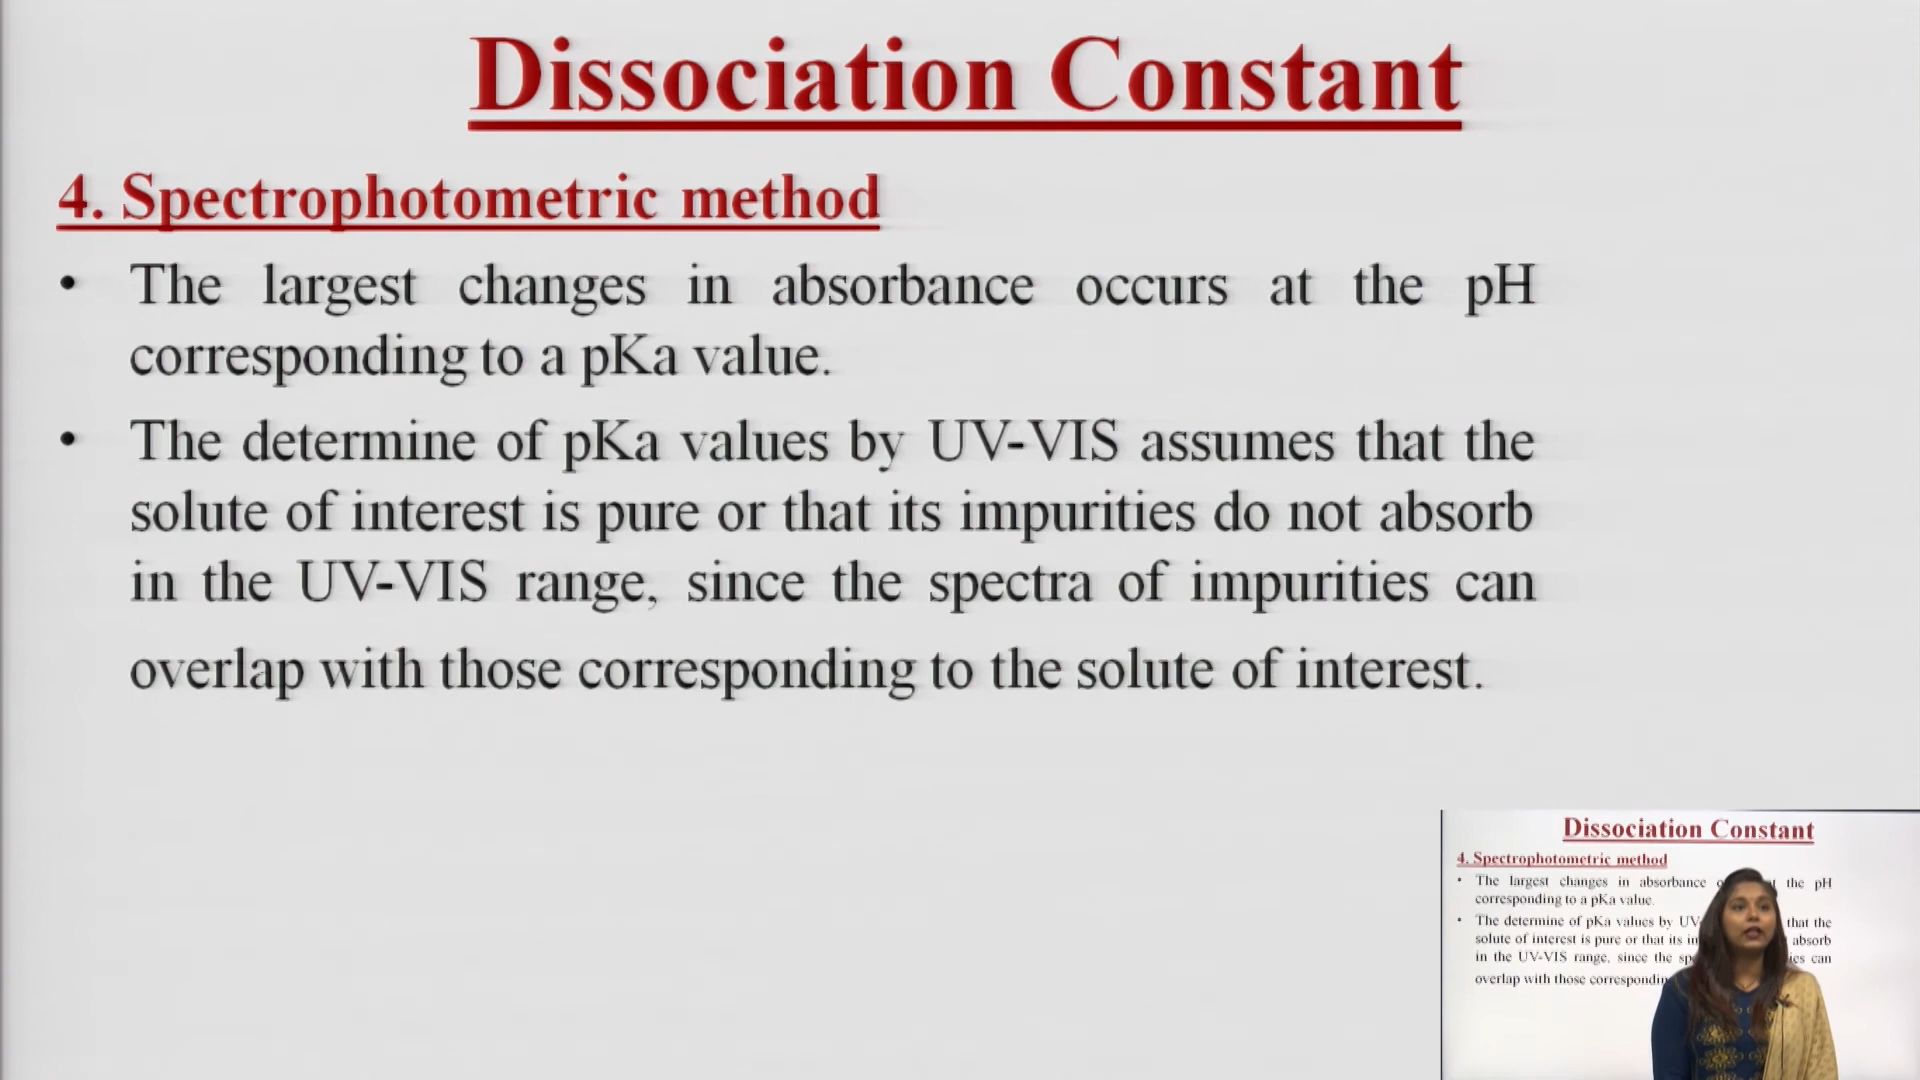 Dissociation Constant
4. Spectrophotometric method
• The largest changes in absorbance occurs at the pH
corresponding to a pKa value.
• The determine of pKa values by UV-VIS assumes that the
solute of interest is pure or that its impurities do not absorb
in the UV-VIS range, since the spectra of impurities can
overlap with those corresponding to the solute of interest.
Dissociation Constant
4. Spectrophotometric method
• The largest changes in absorbance the pH
corresponding to a pKa value.
• The determine of pKa values by UV that the
solute of interest is pure or that its absorb
in the UV-VIS range, since the can
overlap with those